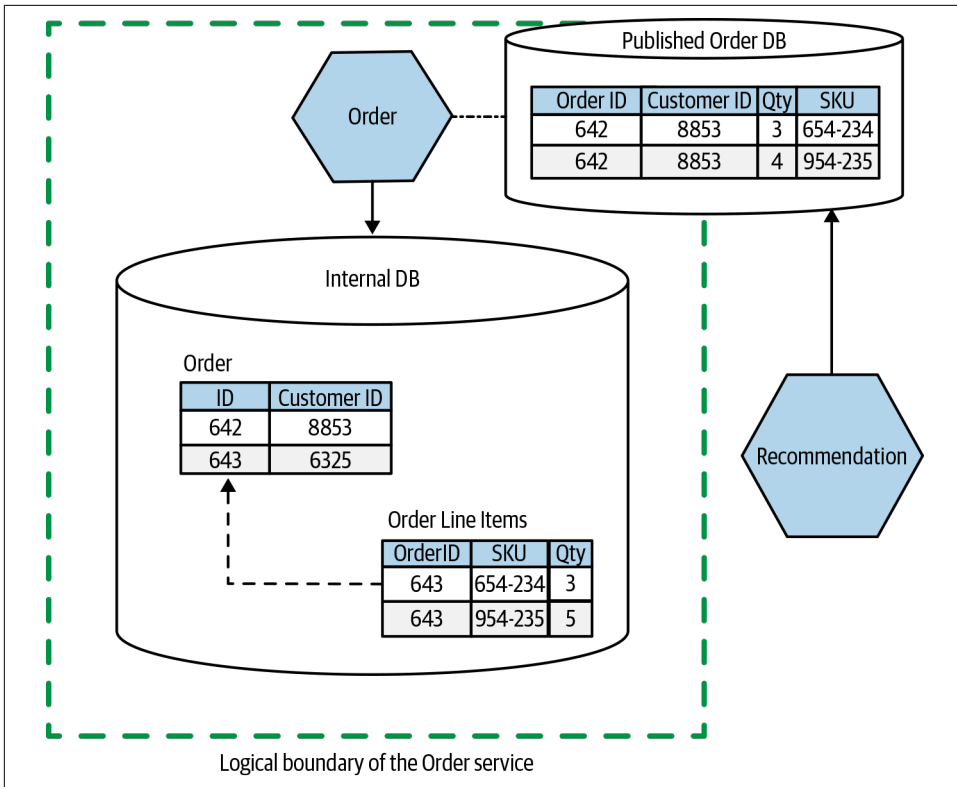 Published Order DB
Order
Order ID Customer ID Qty SKU
642 8853 3 654-234
642 8853 4 954-235
Internal DB
Order
ID Customer ID
642 8853
643 6325
Recommendation
Order Line Items
OrderID SKU Qty
643 654-234 3
643 954-235 5
Logical boundary of the Order service